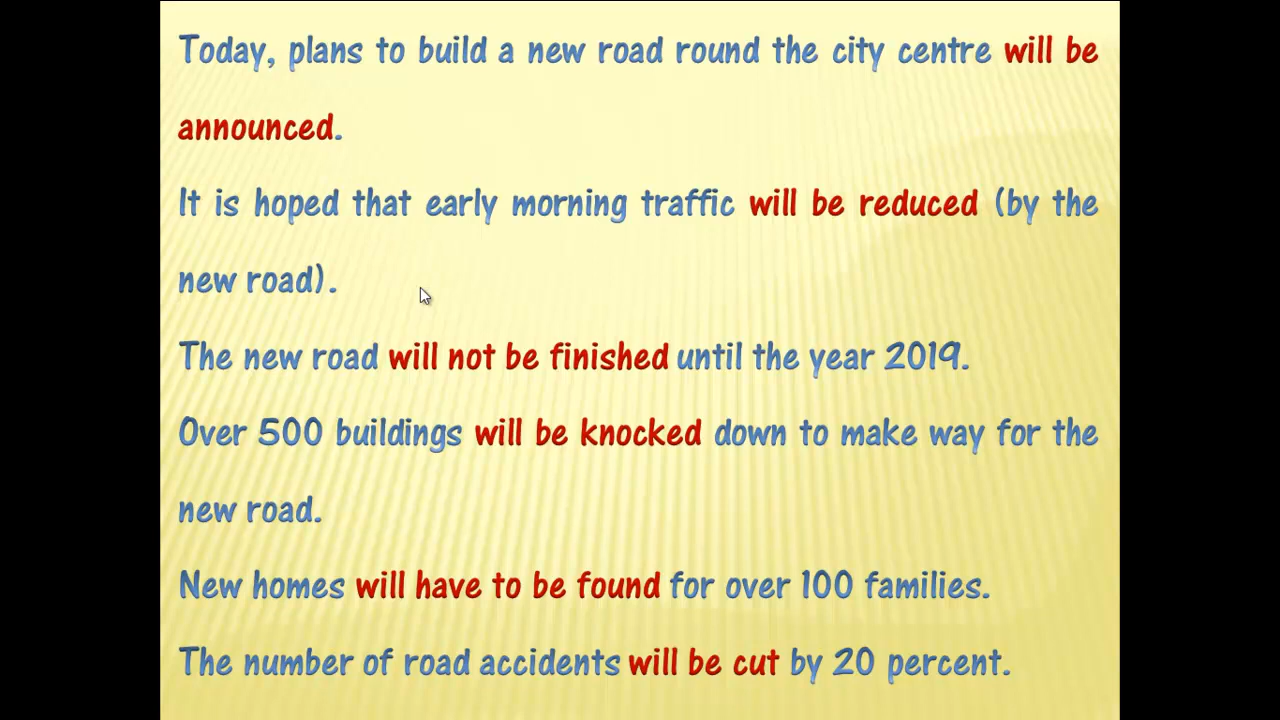 Today, plans to build a new road round the city centre will be
announced.
It is hoped that early morning traffic will be reduced (by the
new road).
The new road will not be finished until the year 2019.
Over 500 buildings will be knocked down to make way for the
new road.
New homes will have to be found for over 100 families.
The number of road accidents will be cut by 20 percent.